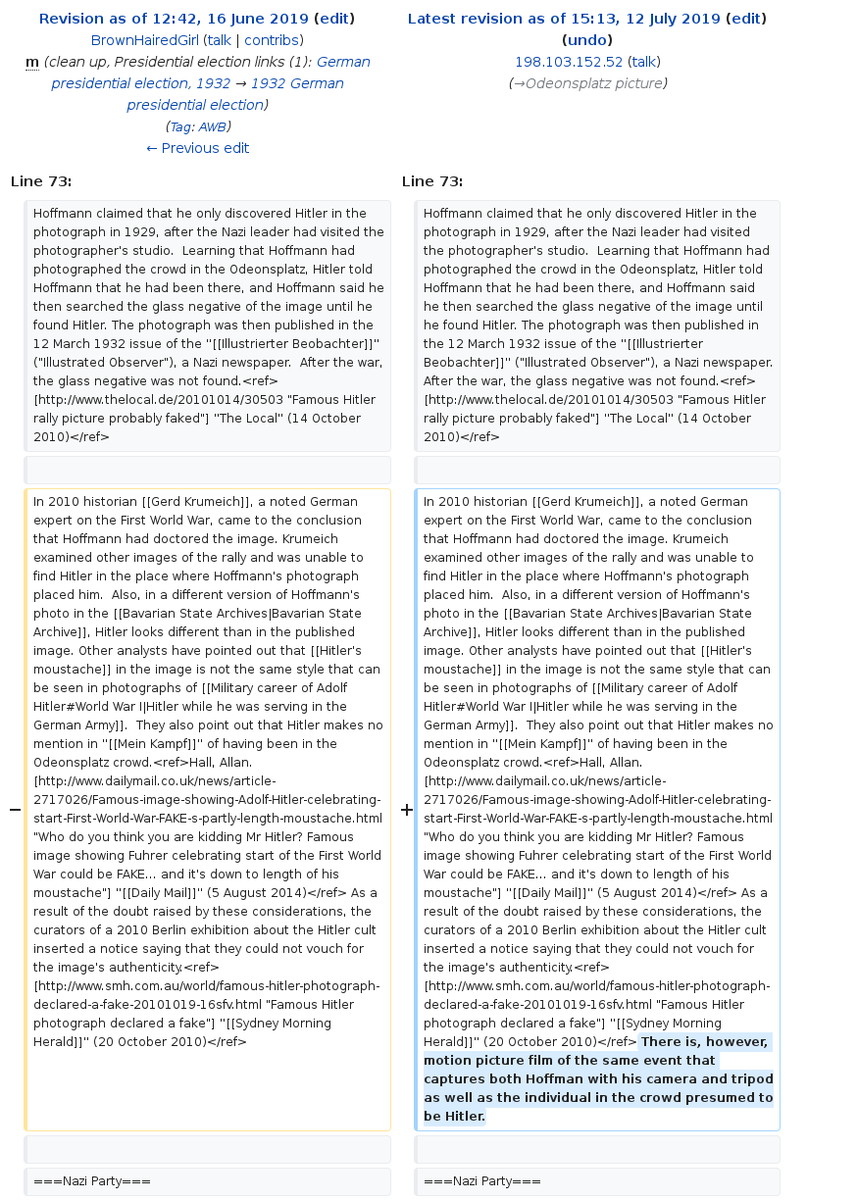 Revision as of 12:42, 16 June 2019 (edit)
BrownHairedGirl (talk | contribs)
m (clean up, Presidential election links (1): German
presidential election, 1932 → 1932 German
presidential election)
(Tag: AWB)
← Previous edit
Latest revision as of 15:13, 12 July 2019 (edit)
(undo)
198.103.152.52 (talk)
(→Odeonsplatz picture)
Line 73:
Line 73:
Hoffmann claimed that he only discovered Hitler in the
photograph in 1929, after the Nazi leader had visited the
photographer's studio.  Learning that Hoffmann had
photographed the crowd in the Odeonsplatz, Hitler told
Hoffmann that he had been there, and Hoffmann said he
then searched the glass negative of the image until he
found Hitler. The photograph was then published in the
12 March 1932 issue of the ''[[Illustrierter Beobachter]]''
("Illustrated Observer"), a Nazi newspaper.  After the war,
the glass negative was not found.<ref>
[http://www.thelocal.de/20101014/30503 "Famous Hitler
rally picture probably faked"] ''The Local'' (14 October
2010)</ref>
Hoffmann claimed that he only discovered Hitler in the
photograph in 1929, after the Nazi leader had visited
the photographer's studio.  Learning that Hoffmann had
photographed the crowd in the Odeonsplatz, Hitler told
Hoffmann that he had been there, and Hoffmann said
he then searched the glass negative of the image until
he found Hitler. The photograph was then published in
the 12 March 1932 issue of the ''[[Illustrierter
Beobachter]]'' ("Illustrated Observer"), a Nazi newspaper.
After the war, the glass negative was not found.<ref>
[http://www.thelocal.de/20101014/30503 "Famous Hitler
rally picture probably faked"] ''The Local'' (14 October
2010)</ref>
−
In 2010 historian [[Gerd Krumeich]], a noted German
expert on the First World War, came to the conclusion
that Hoffmann had doctored the image. Krumeich
examined other images of the rally and was unable to
find Hitler in the place where Hoffmann's photograph
placed him.  Also, in a different version of Hoffmann's
photo in the [[Bavarian State Archives|Bavarian State
Archive]], Hitler looks different than in the published
image. Other analysts have pointed out that [[Hitler's
moustache]] in the image is not the same style that can
be seen in photographs of [[Military career of Adolf
Hitler#World War I|Hitler while he was serving in the
German Army]].  They also point out that Hitler makes no
mention in ''[[Mein Kampf]]'' of having been in the
Odeonsplatz crowd.<ref>Hall, Allan.
[http://www.dailymail.co.uk/news/article-
2717026/Famous-image-showing-Adolf-Hitler-celebrating-
start-First-World-War-FAKE-s-partly-length-moustache.html
"Who do you think you are kidding Mr Hitler? Famous
image showing Fuhrer celebrating start of the First World
War could be FAKE... and it's down to length of his
moustache"] ''[[Daily Mail]]'' (5 August 2014)</ref> As a
result of the doubt raised by these considerations, the
curators of a 2010 Berlin exhibition about the Hitler cult
inserted a notice saying that they could not vouch for
the image's authenticity.<ref>
[http://www.smh.com.au/world/famous-hitler-photograph-
declared-a-fake-20101019-16sfv.html "Famous Hitler
photograph declared a fake"] ''[[Sydney Morning
Herald]]'' (20 October 2010)</ref>
+
In 2010 historian [[Gerd Krumeich]], a noted German
expert on the First World War, came to the conclusion
that Hoffmann had doctored the image. Krumeich
examined other images of the rally and was unable to
find Hitler in the place where Hoffmann's photograph
placed him.  Also, in a different version of Hoffmann's
photo in the [[Bavarian State Archives|Bavarian State
Archive]], Hitler looks different than in the published
image. Other analysts have pointed out that [[Hitler's
moustache]] in the image is not the same style that can
be seen in photographs of [[Military career of Adolf
Hitler#World War I|Hitler while he was serving in the
German Army]].  They also point out that Hitler makes no
mention in ''[[Mein Kampf]]'' of having been in the
Odeonsplatz crowd.<ref>Hall, Allan.
[http://www.dailymail.co.uk/news/article-
2717026/Famous-image-showing-Adolf-Hitler-celebrating-
start-First-World-War-FAKE-s-partly-length-moustache.html
"Who do you think you are kidding Mr Hitler? Famous
image showing Fuhrer celebrating start of the First World
War could be FAKE... and it's down to length of his
moustache"] ''[[Daily Mail]]'' (5 August 2014)</ref> As a
result of the doubt raised by these considerations, the
curators of a 2010 Berlin exhibition about the Hitler cult
inserted a notice saying that they could not vouch for
the image's authenticity.<ref>
[http://www.smh.com.au/world/famous-hitler-photograph-
declared-a-fake-20101019-16sfv.html "Famous Hitler
photograph declared a fake"] ''[[Sydney Morning
Herald]]'' (20 October 2010)</ref> There is, however,
motion picture film of the same event that
captures both Hoffman with his camera and tripod
as well as the individual in the crowd presumed to
be Hitler.
===Nazi Party===
===Nazi Party===